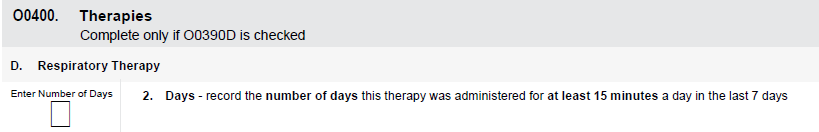 O0400. Therapies
Complete only if O0390D is checked
D. Respiratory Therapy
Enter Number of Days
2. Days - record the number of days this therapy was administered for at least 15 minutes a day in the last 7 days